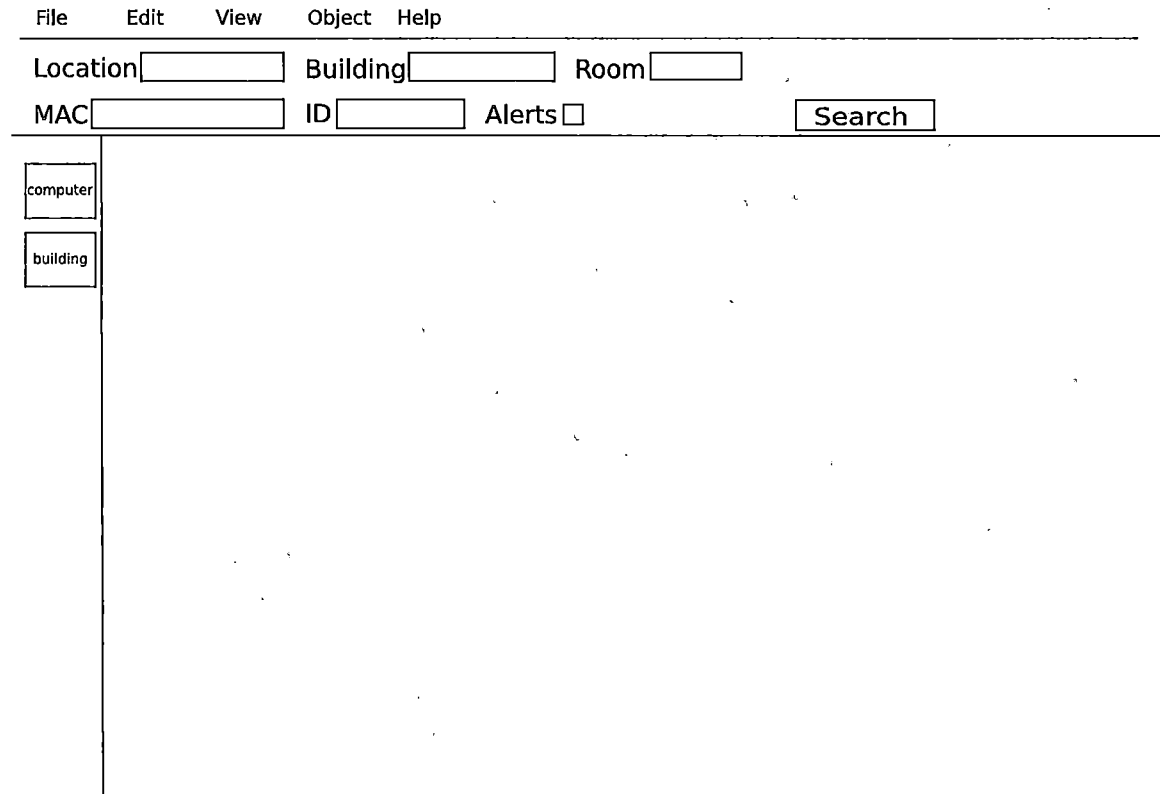 File Edit View Object Help
Location Building Room
MAC ID Alerts Search
computer
building